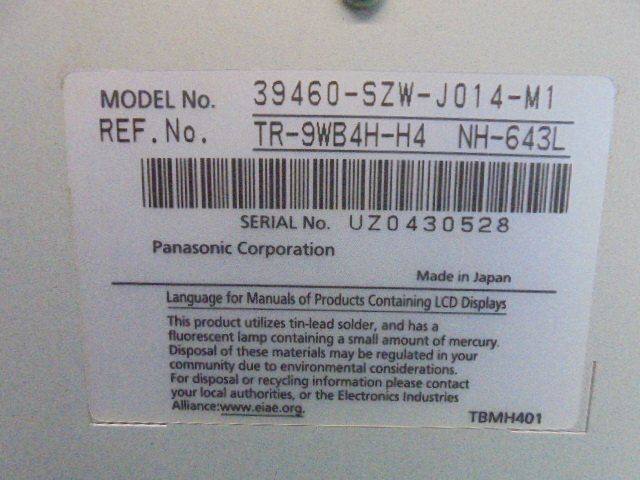 MODEL No. 39460-SZW-J014-M1
REF.No. TR-9WB4H-H4 NH-643L
SERIAL No. UZ0430528
Panasonic Corporation
Made in Japan
Language for Manuals of Products Containing LCD Displays
This product utilizes tin-lead solder, and has a
fluorescent lamp containing a small amount of mercury.
Disposal of these materials may be regulated in your
community due to environmental considerations.
For disposal or recycling information please contact
your local authorities, or the Electronics Industries
Alliance:www.eiae.org.
TBMH401